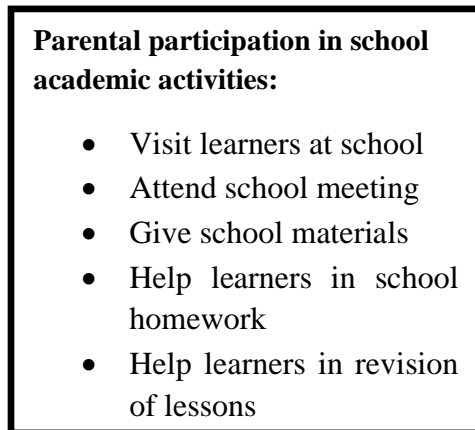 Parental participation in school
academic activities:
• Visit learners at school
• Attend school meeting
• Give school materials
• Help learners in school
homework
• Help learners in revision
of lessons